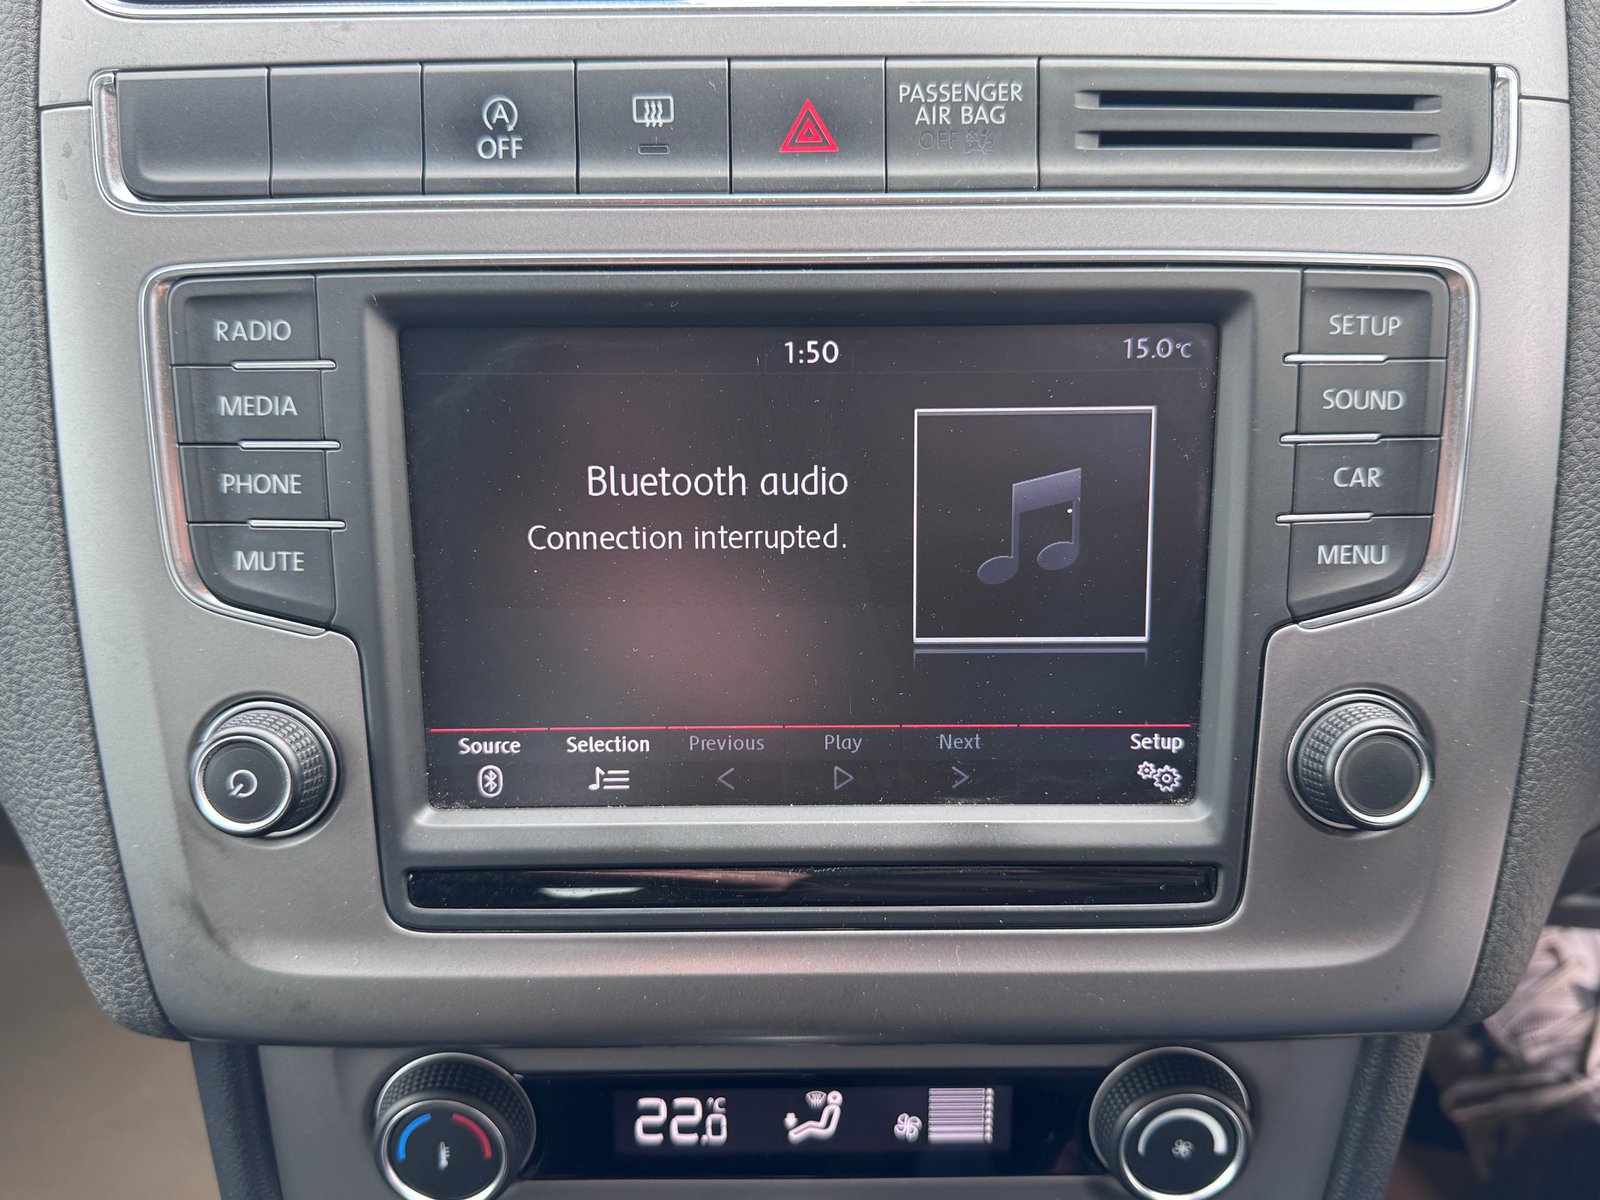 A
OFF
PASSENGER
AIR BAG
OFF
RADIO
MEDIA
PHONE
MUTE
1:50
15.0°C
Bluetooth audio
Connection interrupted.
Source
Selection
Previous
Play
Next
Setup
SETUP
SOUND
CAR
MENU
22.0°C